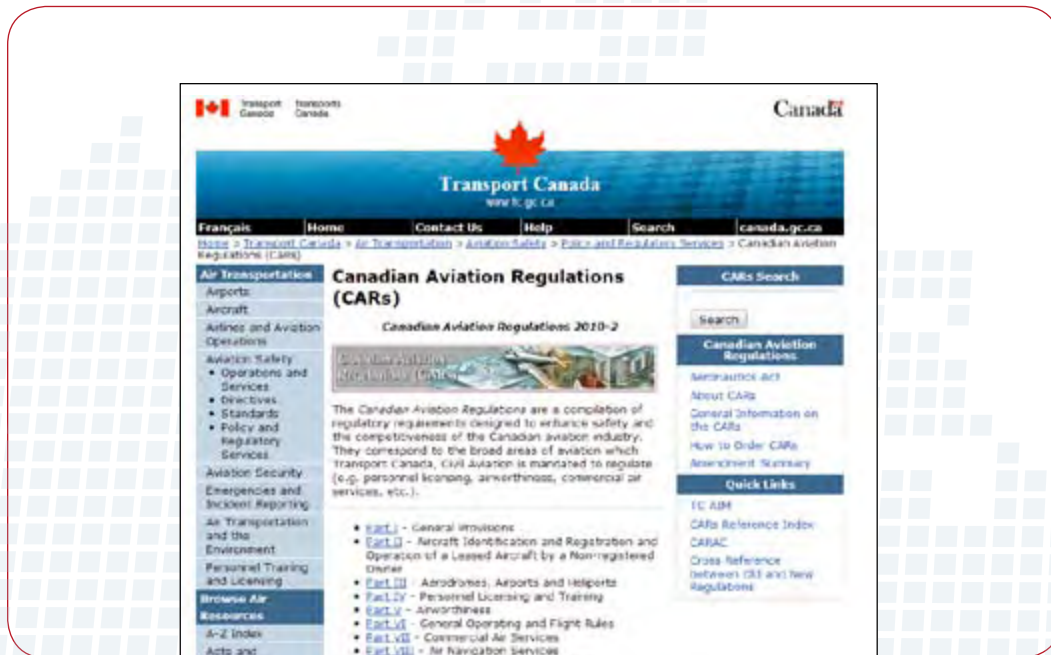 Transport Canada
Transports Canada
Canada
Transport Canada
www.tc.gc.ca
Français Home Contact Us Help Search canada.gc.ca
Home > Transport Canada > Air Transportation > Aviation Safety > Policy and Regulatory Services > Canadian Aviation
Regulations (CARs)
Air Transportation
Airports
Aircraft
Airlines and Aviation
Operations
Aviation Safety
• Operations and
Services
• Directives
• Standards
• Policy and
Regulatory
Services
Aviation Security
Emergencies and
Incident Reporting
Air Transportation
and the
Environment
Personnel Training
and Licensing
Browse Air
Resources
A-Z Index
Acts and
Canadian Aviation Regulations
(CARs)
Canadian Aviation Regulations 2010-2
Canadian Aviation
Regulations (CARs)
The Canadian Aviation Regulations are a compilation of
regulatory requirements designed to enhance safety and
the competitiveness of the Canadian aviation industry.
They correspond to the broad areas of aviation which
Transport Canada, Civil Aviation is mandated to regulate
(e.g. personnel licensing, airworthiness, commercial air
services, etc.).
• Part I - General Provisions
• Part II - Aircraft Identification and Registration and
Operation of a Leased Aircraft by a Non-registered
Owner
• Part III - Aerodromes, Airports and Heliports
• Part IV - Personnel Licensing and Training
• Part V - Airworthiness
• Part VI - General Operating and Flight Rules
• Part VII - Commercial Air Services
• Part VIII - Air Navigation Services
CARs Search
Search
Canadian Aviation
Regulations
Aeronautics Act
About CARs
General Information on
the CARs
How to Order CARs
Amendment Summary
Quick Links
TC AIM
CARs Reference Index
CARAC
Cross Reference
between Old and New
Regulations